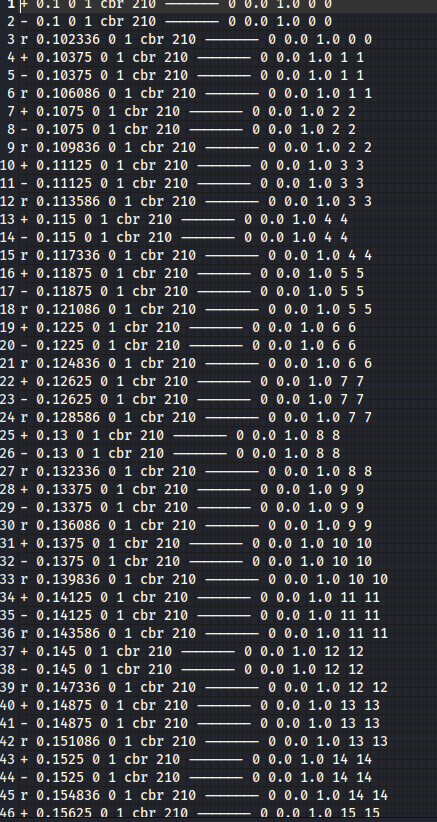 1 + 0.1 0 1 cbr 210 ------- 0 0.0 1.0 0 0
2 - 0.1 0 1 cbr 210 ------- 0 0.0 1.0 0 0
3 r 0.102336 0 1 cbr 210 ------- 0 0.0 1.0 0 0
4 + 0.10375 0 1 cbr 210 ------- 0 0.0 1.0 1 1
5 - 0.10375 0 1 cbr 210 ------- 0 0.0 1.0 1 1
6 r 0.106086 0 1 cbr 210 ------- 0 0.0 1.0 1 1
7 + 0.1075 0 1 cbr 210 ------- 0 0.0 1.0 2 2
8 - 0.1075 0 1 cbr 210 ------- 0 0.0 1.0 2 2
9 r 0.109836 0 1 cbr 210 ------- 0 0.0 1.0 2 2
10 + 0.11125 0 1 cbr 210 ------- 0 0.0 1.0 3 3
11 - 0.11125 0 1 cbr 210 ------- 0 0.0 1.0 3 3
12 r 0.113586 0 1 cbr 210 ------- 0 0.0 1.0 3 3
13 + 0.115 0 1 cbr 210 ------- 0 0.0 1.0 4 4
14 - 0.115 0 1 cbr 210 ------- 0 0.0 1.0 4 4
15 r 0.117336 0 1 cbr 210 ------- 0 0.0 1.0 4 4
16 + 0.11875 0 1 cbr 210 ------- 0 0.0 1.0 5 5
17 - 0.11875 0 1 cbr 210 ------- 0 0.0 1.0 5 5
18 r 0.121086 0 1 cbr 210 ------- 0 0.0 1.0 5 5
19 + 0.1225 0 1 cbr 210 ------- 0 0.0 1.0 6 6
20 - 0.1225 0 1 cbr 210 ------- 0 0.0 1.0 6 6
21 r 0.124836 0 1 cbr 210 ------- 0 0.0 1.0 6 6
22 + 0.12625 0 1 cbr 210 ------- 0 0.0 1.0 7 7
23 - 0.12625 0 1 cbr 210 ------- 0 0.0 1.0 7 7
24 r 0.128586 0 1 cbr 210 ------- 0 0.0 1.0 7 7
25 + 0.13 0 1 cbr 210 ------- 0 0.0 1.0 8 8
26 - 0.13 0 1 cbr 210 ------- 0 0.0 1.0 8 8
27 r 0.132336 0 1 cbr 210 ------- 0 0.0 1.0 8 8
28 + 0.13375 0 1 cbr 210 ------- 0 0.0 1.0 9 9
29 - 0.13375 0 1 cbr 210 ------- 0 0.0 1.0 9 9
30 r 0.136086 0 1 cbr 210 ------- 0 0.0 1.0 9 9
31 + 0.1375 0 1 cbr 210 ------- 0 0.0 1.0 10 10
32 - 0.1375 0 1 cbr 210 ------- 0 0.0 1.0 10 10
33 r 0.139836 0 1 cbr 210 ------- 0 0.0 1.0 10 10
34 + 0.14125 0 1 cbr 210 ------- 0 0.0 1.0 11 11
35 - 0.14125 0 1 cbr 210 ------- 0 0.0 1.0 11 11
36 r 0.143586 0 1 cbr 210 ------- 0 0.0 1.0 11 11
37 + 0.145 0 1 cbr 210 ------- 0 0.0 1.0 12 12
38 - 0.145 0 1 cbr 210 ------- 0 0.0 1.0 12 12
39 r 0.147336 0 1 cbr 210 ------- 0 0.0 1.0 12 12
40 + 0.14875 0 1 cbr 210 ------- 0 0.0 1.0 13 13
41 - 0.14875 0 1 cbr 210 ------- 0 0.0 1.0 13 13
42 r 0.151086 0 1 cbr 210 ------- 0 0.0 1.0 13 13
43 + 0.1525 0 1 cbr 210 ------- 0 0.0 1.0 14 14
44 - 0.1525 0 1 cbr 210 ------- 0 0.0 1.0 14 14
45 r 0.154836 0 1 cbr 210 ------- 0 0.0 1.0 14 14
46 + 0.15625 0 1 cbr 210 ------- 0 0.0 1.0 15 15